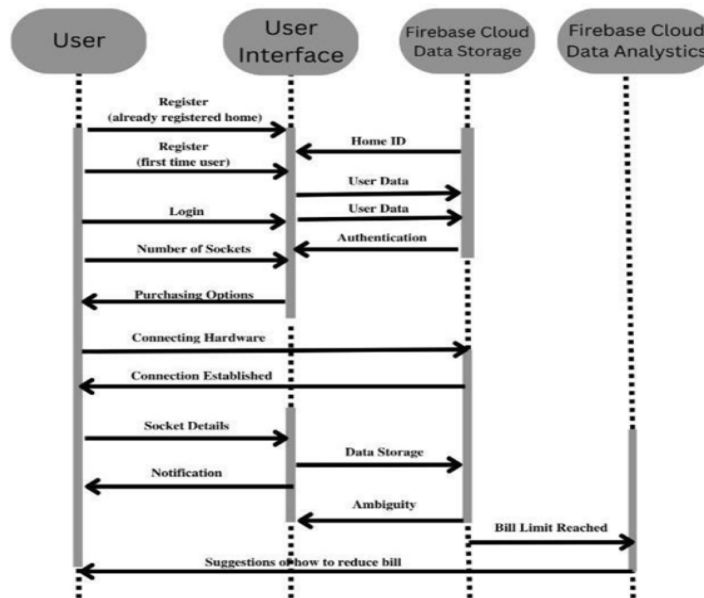 User
User
Interface
Firebase Cloud
Data Storage
Firebase Cloud
Data Analystics
Register
(already registered home)
Home ID
Register
(first time user)
User Data
Login
User Data
Authentication
Number of Sockets
Purchasing Options
Connecting Hardware
Connection Established
Socket Details
Data Storage
Notification
Ambiguity
Bill Limit Reached
Suggestions of how to reduce bill